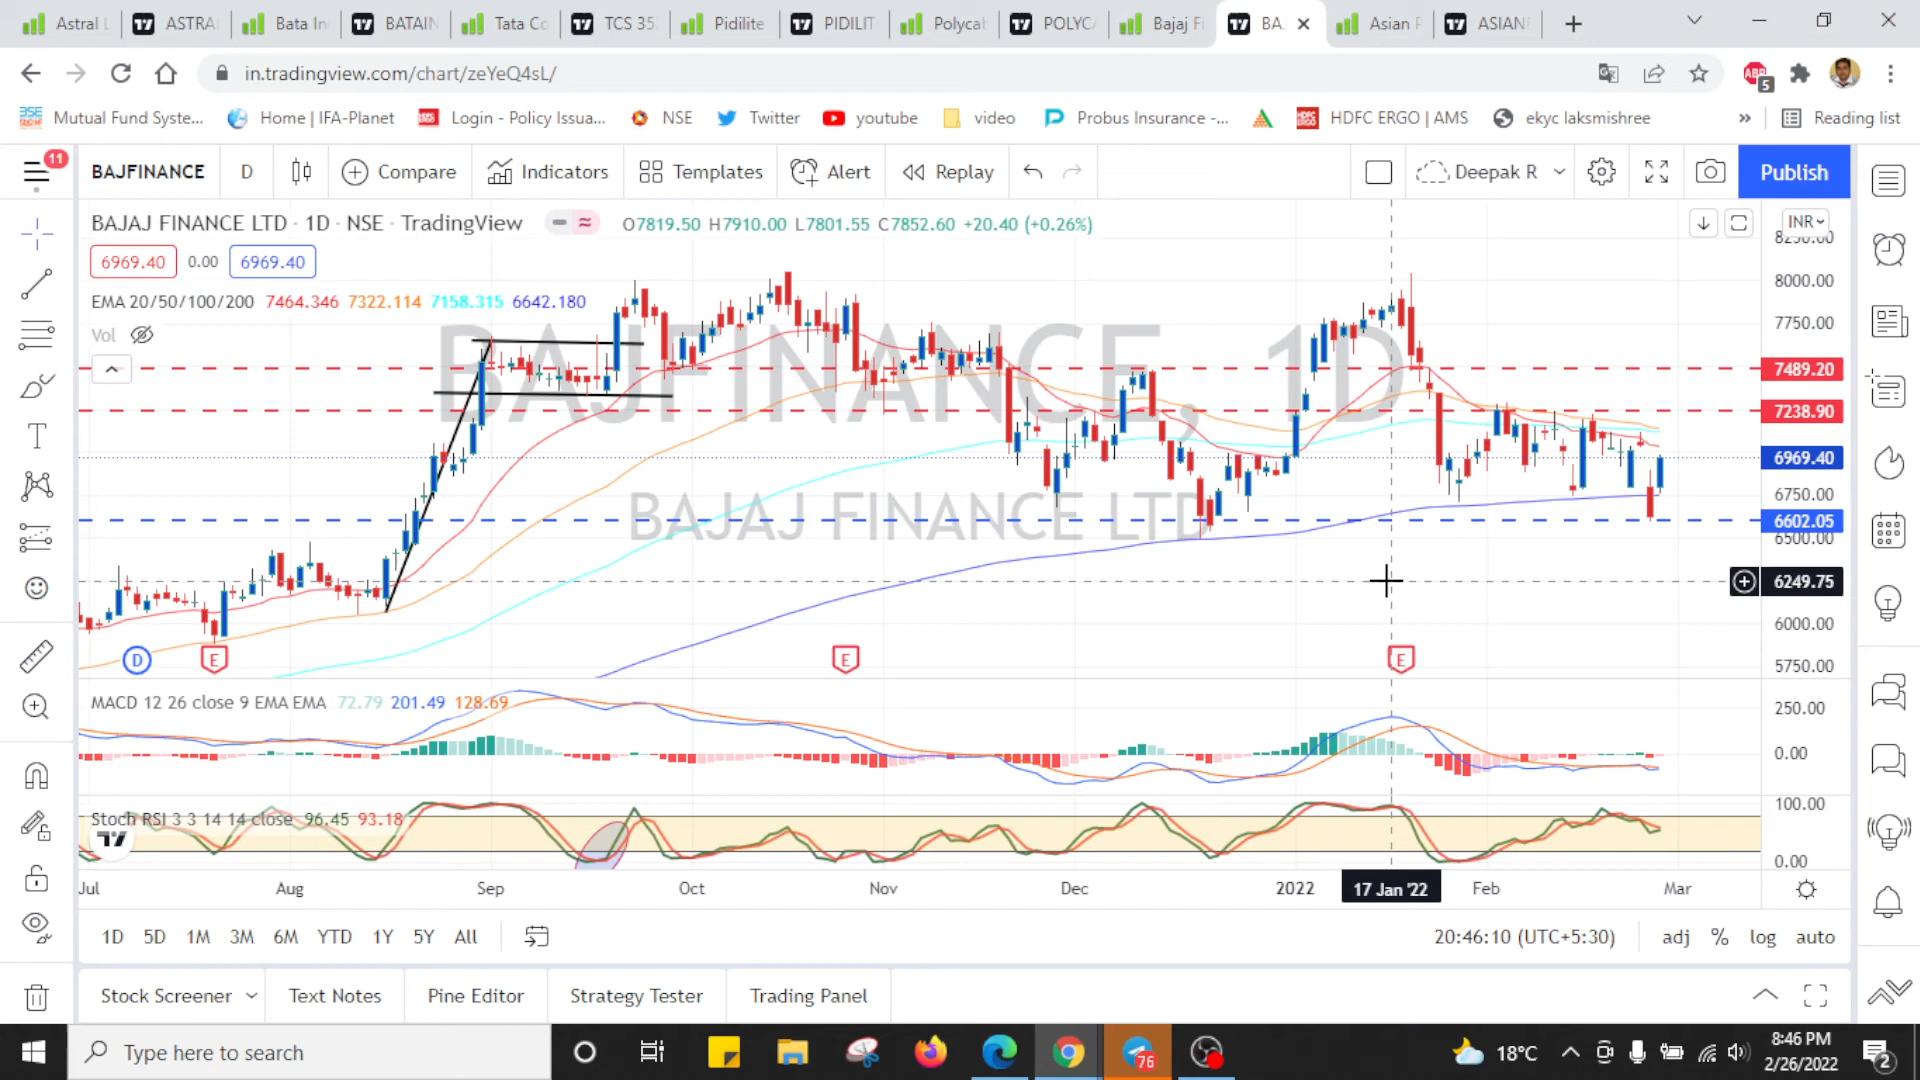 Astral L ASTRA Bata In BATAIN Tata Co TCS 35 Pidilite PIDILIT Polycab POLYCA Bajaj Fi BA. Asian P ASIAN
in.tradingview.com/chart/zeYeQ4sL/ ABP 5
Mutual Fund Syste... Home | IFA-Planet Login - Policy Issua... NSE Twitter youtube video Probus Insurance -... HDFC ERGO | AMS ekyc laksmishree » Reading list
11 BAJFINANCE D Compare Indicators Templates Alert Replay Deepak R Publish
BAJAJ FINANCE LTD · 1D · NSE · TradingView O7819.50 H7910.00 L7801.55 C7852.60 +20.40 (+0.26%) INR
8250.00
6969.40 0.00 6969.40
8000.00
EMA 20/50/100/200 7464.346 7322.114 7158.315 6642.180
7750.00
Vol
BAJFINANCE, 1D
7489.20
7238.90
6969.40
6750.00
BAJAJ FINANCE LTD
6602.05
6500.00
6249.75
6000.00
D E E E
5750.00
MACD 12 26 close 9 EMA EMA 72.79 201.49 128.69
250.00
0.00
100.00
Stoch RSI 3 3 14 14 close 96.45 93.18
0.00
Jul Aug Sep Oct Nov Dec 2022 17 Jan '22 Feb Mar
1D 5D 1M 3M 6M YTD 1Y 5Y All 20:46:10 (UTC+5:30) adj % log auto
Stock Screener Text Notes Pine Editor Strategy Tester Trading Panel
Type here to search 76 18°C 8:46 PM
2/26/2022 2